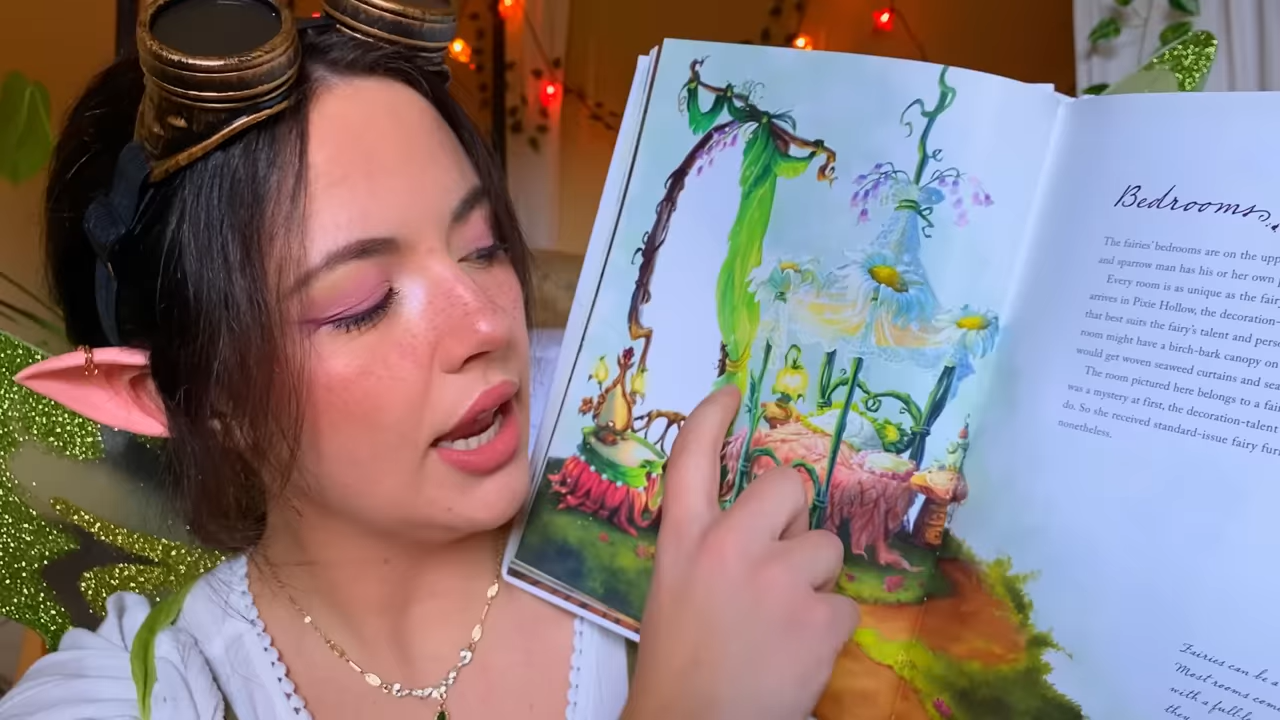 Bedrooms
The fairies' bedrooms are on the upp
and sparrow man has his or her own
Every room is as unique as the fair
arrives in Pixie Hollow, the decoration-
that best suits the fairy's talent and perso
room might have a birch-bark canopy on
would get woven seaweed curtains and sea
The room pictured here belongs to a fai
was a mystery at first, the decoration-talent
do. So she received standard-issue fairy fur
nonetheless.
Fairies can be a
Most rooms com
with a full